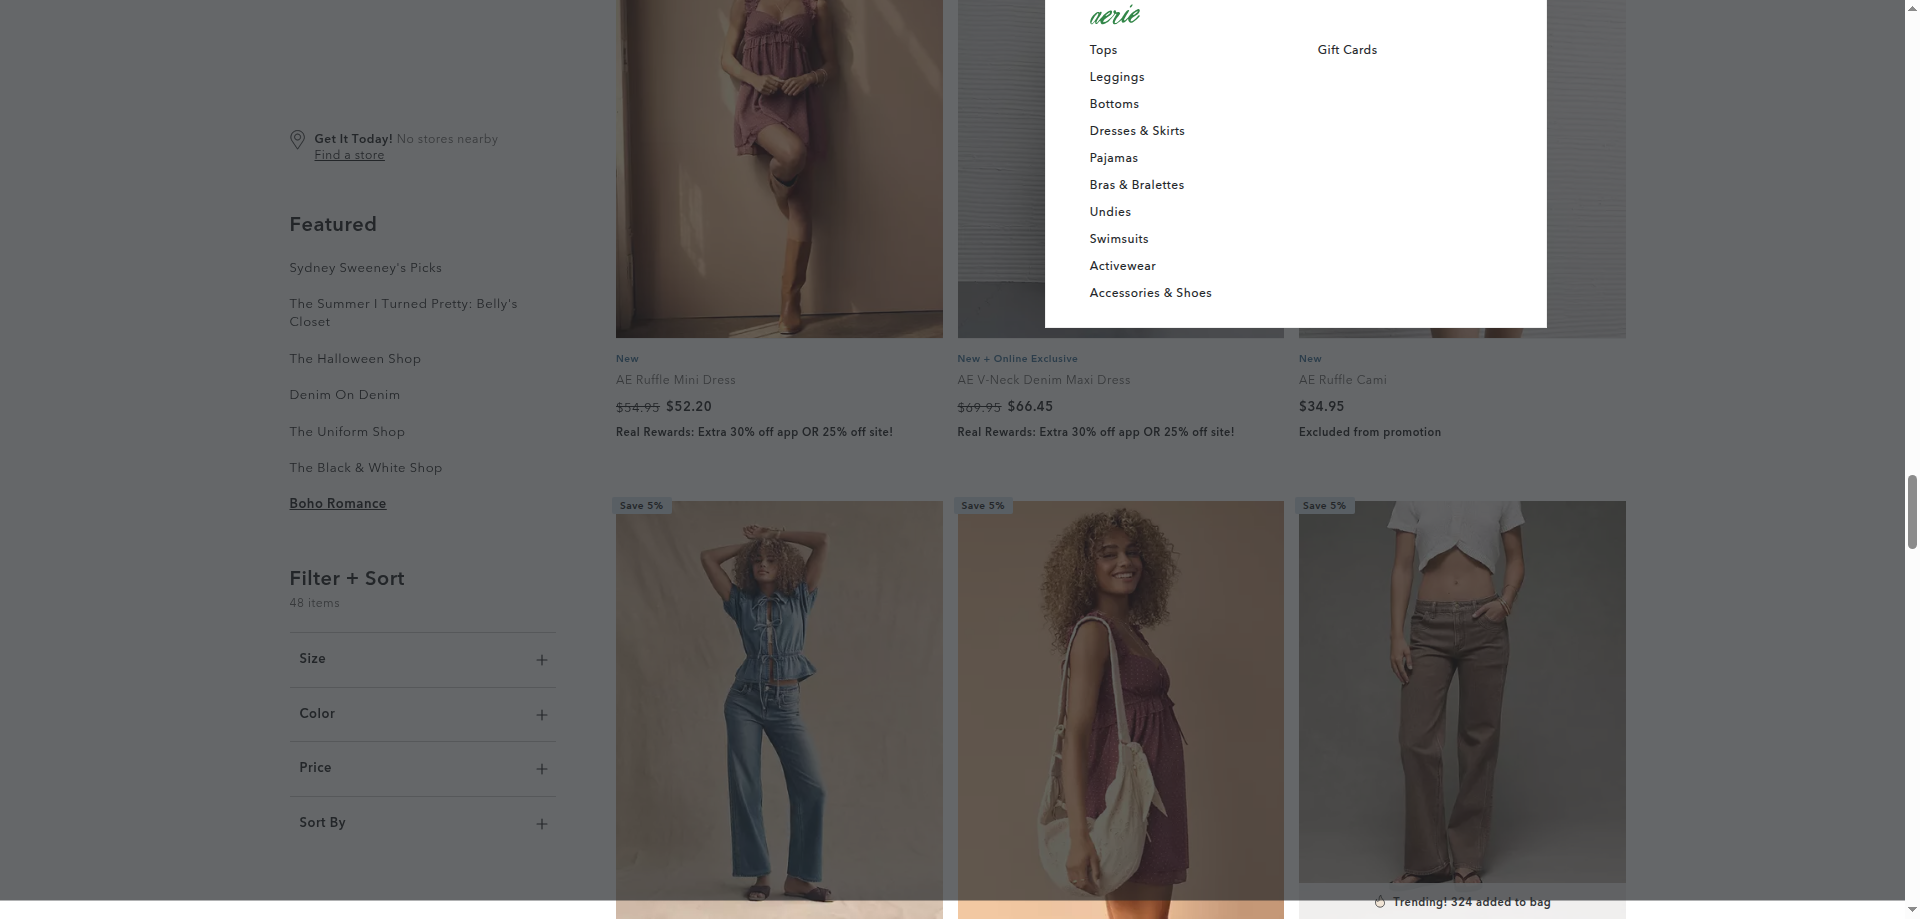 aerie
Tops
Leggings
Bottoms
Dresses & Skirts
Pajamas
Bras & Bralettes
Undies
Swimsuits
Activewear
Accessories & Shoes
Gift Cards
Get It Today! No stores nearby
Find a store
Featured
Sydney Sweeney's Picks
The Summer I Turned Pretty: Belly's
Closet
The Halloween Shop
Denim On Denim
The Uniform Shop
The Black & White Shop
Boho Romance
Filter + Sort
48 items
Size
Color
Price
Sort By
New
AE Ruffle Mini Dress
$54.95 $52.20
Real Rewards: Extra 30% off app OR 25% off site!
New + Online Exclusive
AE V-Neck Denim Maxi Dress
$69.95 $66.45
Real Rewards: Extra 30% off app OR 25% off site!
New
AE Ruffle Cami
$34.95
Excluded from promotion
Save 5%
Save 5%
Save 5%
Trending! 324 added to bag